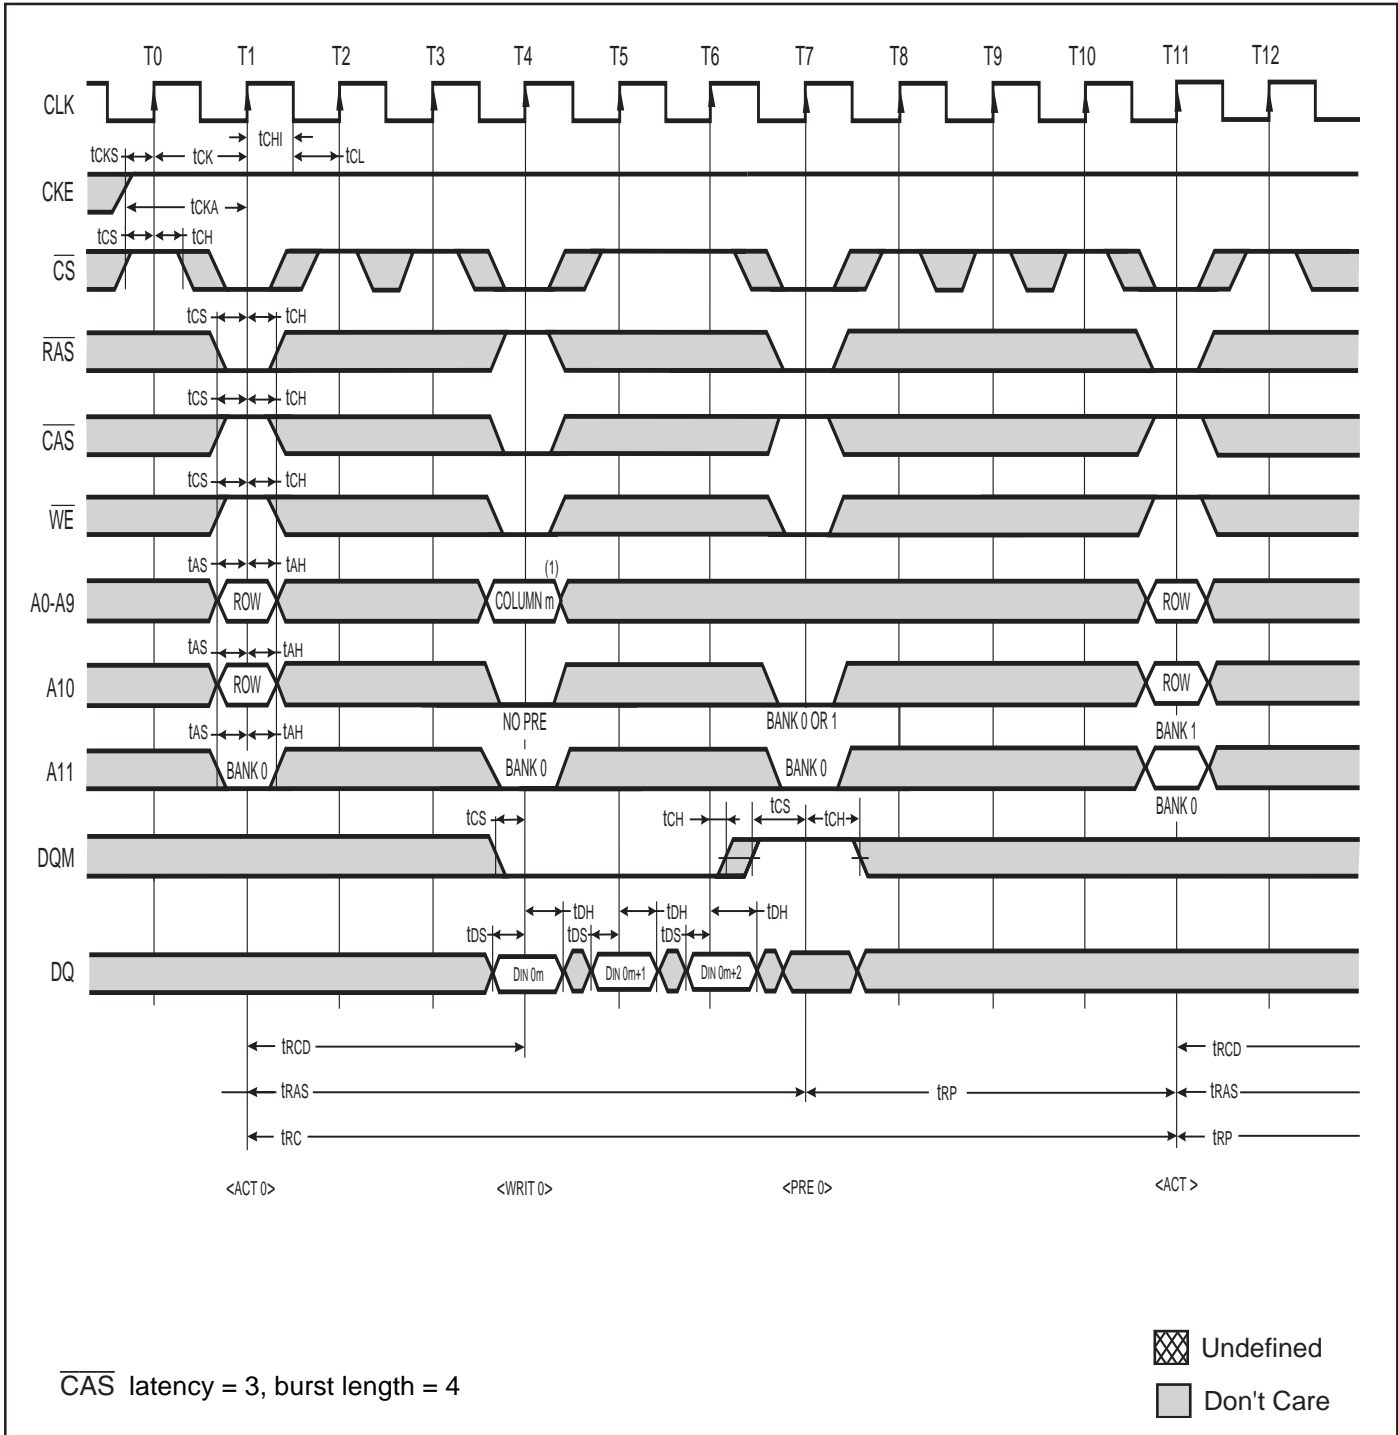 T0 T1 T2 T3 T4 T5 T6 T7 T8 T9 T10 T11 T12
CLK
tCHI
tCKS tCK tCL
CKE
tCKA
tCS tCH
CS
tCS tCH
RAS
tCS tCH
CAS
tCS tCH
WE
tAS tAH (1)
A0-A9 ROW COLUMN m ROW
tAS tAH
A10 ROW ROW
NO PRE BANK 0 OR 1 BANK 1
tAS tAH
A11 BANK 0 BANK 0 BANK 0
BANK 0
tCS tCH tCS tCH
DQM
tDH tDH tDH
tDS tDS tDS
DQ DIN 0m DIN 0m+1 DIN 0m+2
tRCD tRCD
tRAS tRP tRAS
tRC tRP
<ACT 0> <WRIT 0> <PRE 0> <ACT >
Undefined
CAS latency = 3, burst length = 4
Don't Care